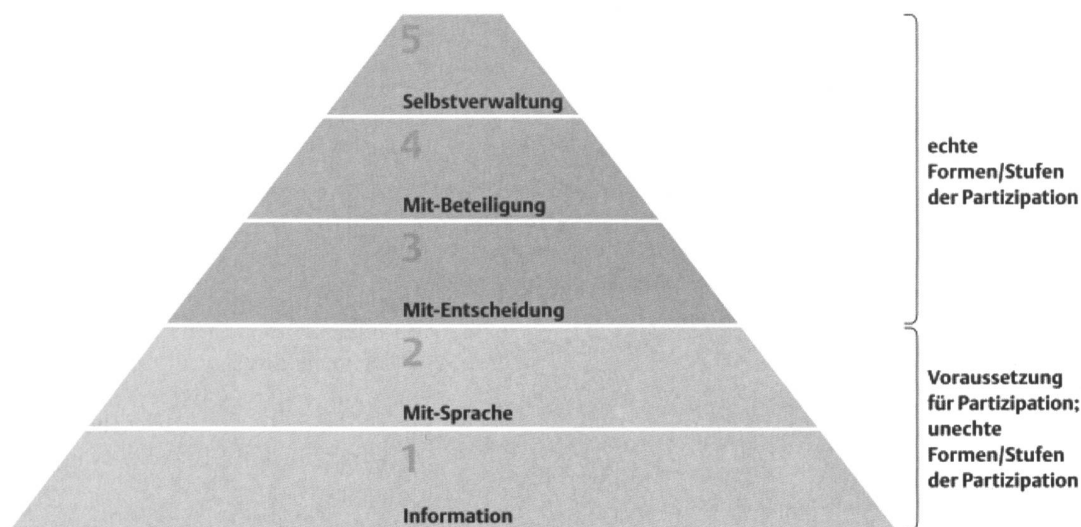 5
Selbstverwaltung
4
Mit-Beteiligung
3
Mit-Entscheidung
2
Mit-Sprache
1
Information
echte
Formen/Stufen
der Partizipation
Voraussetzung
für Partizipation;
unechte
Formen/Stufen
der Partizipation